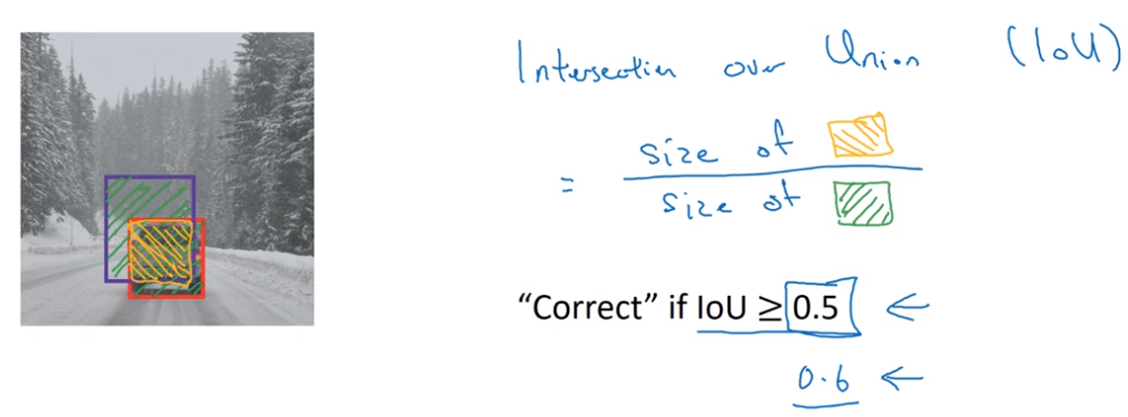 Intersection over Union (IoU)
size of
=
size of
“Correct” if IoU ≥ 0.5 ←
0.6 ←